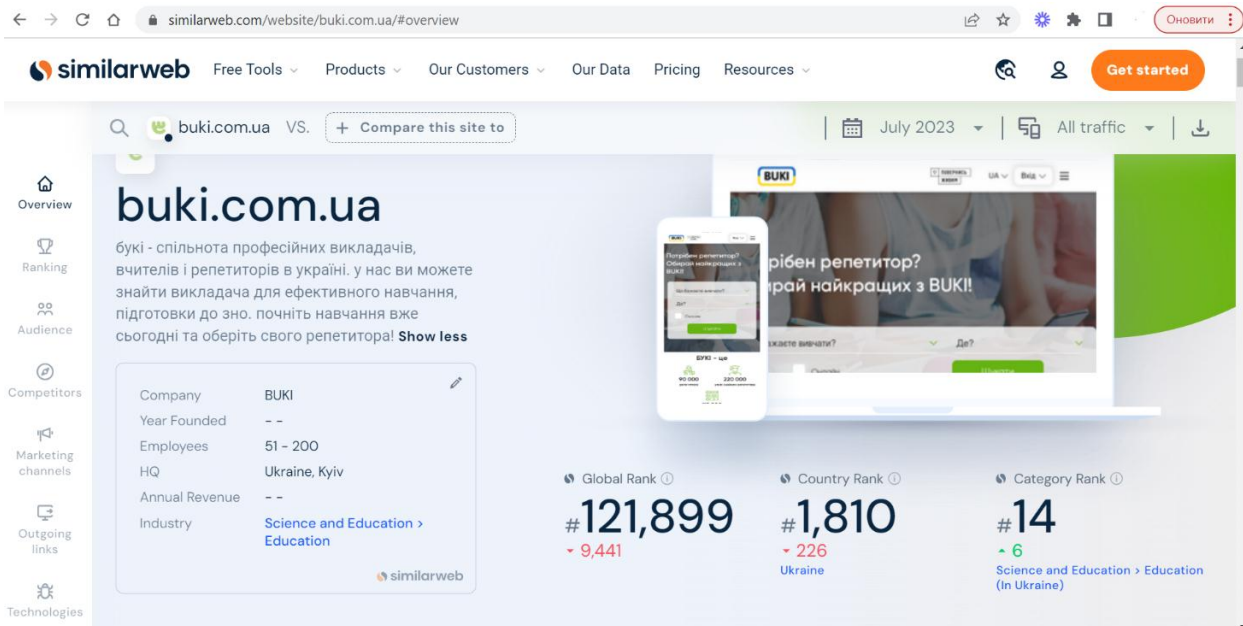 similarweb.com/website/buki.com.ua/#overview
Оновити
similarweb
Free Tools
Products
Our Customers
Our Data
Pricing
Resources
Get started
buki.com.ua VS. + Compare this site to
July 2023
All traffic
Overview
Ranking
Audience
Competitors
Marketing
channels
Outgoing
links
Technologies
buki.com.ua
букі - спільнота професійних викладачів,
вчителів і репетиторів в україні. у нас ви можете
знайти викладача для ефективного навчання,
підготовки до зно. почніть навчання вже
сьогодні та оберіть свого репетитора! Show less
Company BUKI
Year Founded - -
Employees 51 - 200
HQ Ukraine, Kyiv
Annual Revenue - -
Industry Science and Education >
Education
similarweb
BUKI
UA
Вхід
рібен репетитор?
рай найкращих з BUKI!
жаєте вивчати?
Де?
Онлайн
Потрібен репетитор?
Обирай найкращих з
BUKI!
Де?
БУКІ - це
90 000
220 000
Global Rank
#121,899
9,441
Country Rank
#1,810
226
Ukraine
Category Rank
#14
6
Science and Education > Education
(In Ukraine)